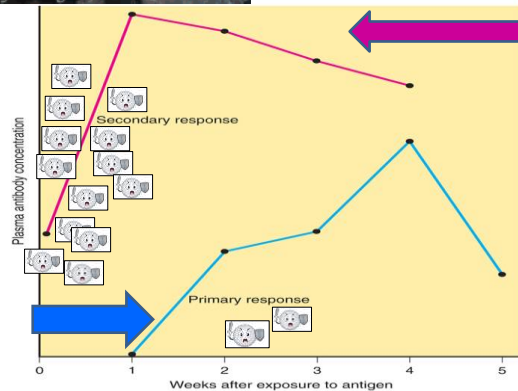 Plasma antibody concentration
Secondary response
Primary response
0 1 2 3 4 5
Weeks after exposure to antigen